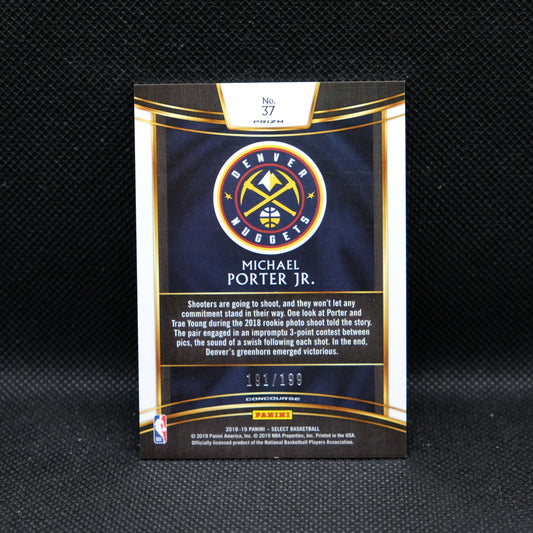 No.
37
PRIZM
DENVER
NUGGETS
MICHAEL
PORTER JR.
Shooters are going to shoot, and they won't let any
commitment stand in their way. One look at Porter and
Trae Young during the 2018 rookie photo shoot told the story.
The pair engaged in an impromptu 3-point contest between
pics, the sound of a swish following each shot. In the end,
Denver's greenhorn emerged victorious.
191/199
CONCOURSE
PANINI
2018-19 PANINI – SELECT BASKETBALL
© 2019 Panini America, Inc. © 2019 NBA Properties, Inc. Printed in the USA.
Officially licensed product of the National Basketball Players Association.
NBA